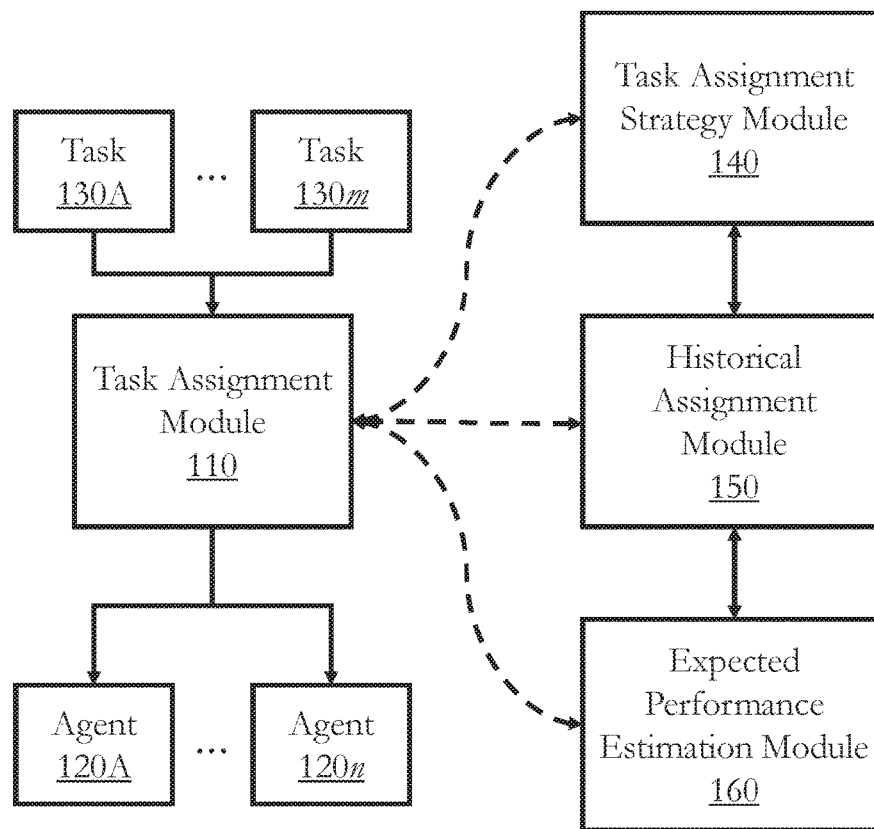 Task
130A
...
Task
130m
Task Assignment
Module
110
Agent
120A
...
Agent
120n
Task Assignment
Strategy Module
140
Historical
Assignment
Module
150
Expected
Performance
Estimation Module
160